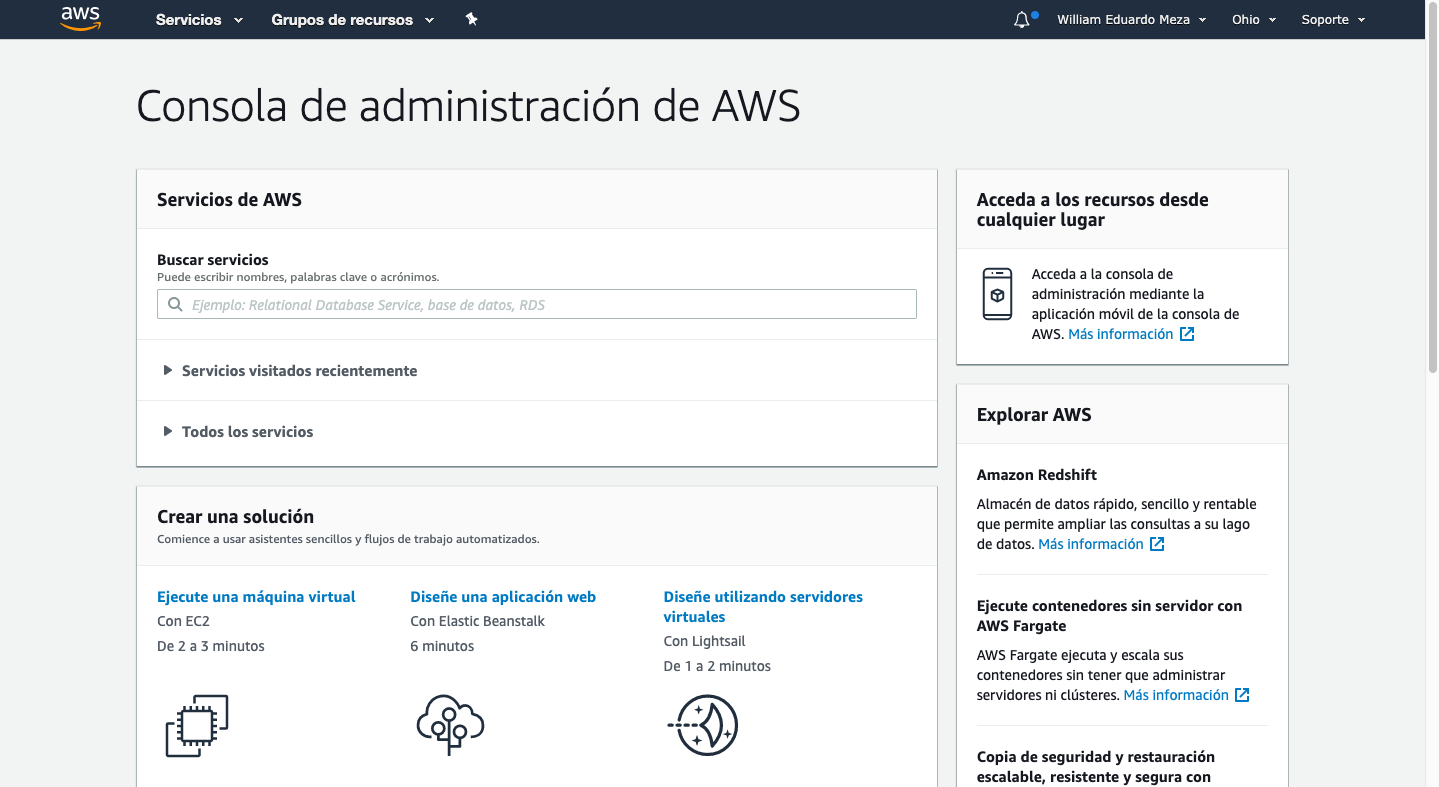 aws
Servicios
Grupos de recursos
William Eduardo Meza
Ohio
Soporte
Consola de administración de AWS
Servicios de AWS
Buscar servicios
Puede escribir nombres, palabras clave o acrónimos.
Ejemplo: Relational Database Service, base de datos, RDS
Servicios visitados recientemente
Todos los servicios
Crear una solución
Comience a usar asistentes sencillos y flujos de trabajo automatizados.
Ejecute una máquina virtual
Con EC2
De 2 a 3 minutos
Diseñe una aplicación web
Con Elastic Beanstalk
6 minutos
Diseñe utilizando servidores
virtuales
Con Lightsail
De 1 a 2 minutos
Acceda a los recursos desde
cualquier lugar
Acceda a la consola de
administración mediante la
aplicación móvil de la consola de
AWS. Más información
Explorar AWS
Amazon Redshift
Almacén de datos rápido, sencillo y rentable
que permite ampliar las consultas a su lago
de datos. Más información
Ejecute contenedores sin servidor con
AWS Fargate
AWS Fargate ejecuta y escala sus
contenedores sin tener que administrar
servidores ni clústeres. Más información
Copia de seguridad y restauración
escalable, resistente y segura con